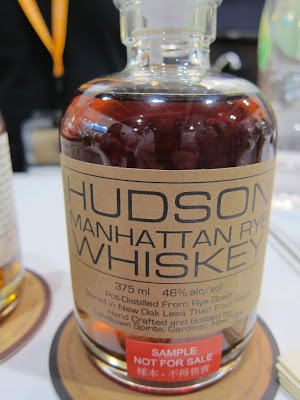 HUDSON
MANHATTAN RYE
WHISKEY
375 ml 46% alc/vol
Pot-Distilled From Rye Grain
Stored in New Oak Less Than Four Years
Hand Crafted and Bottled by
Spirits, Gardiner, New York
SAMPLE
NOT FOR SALE
樣本，不得售賣